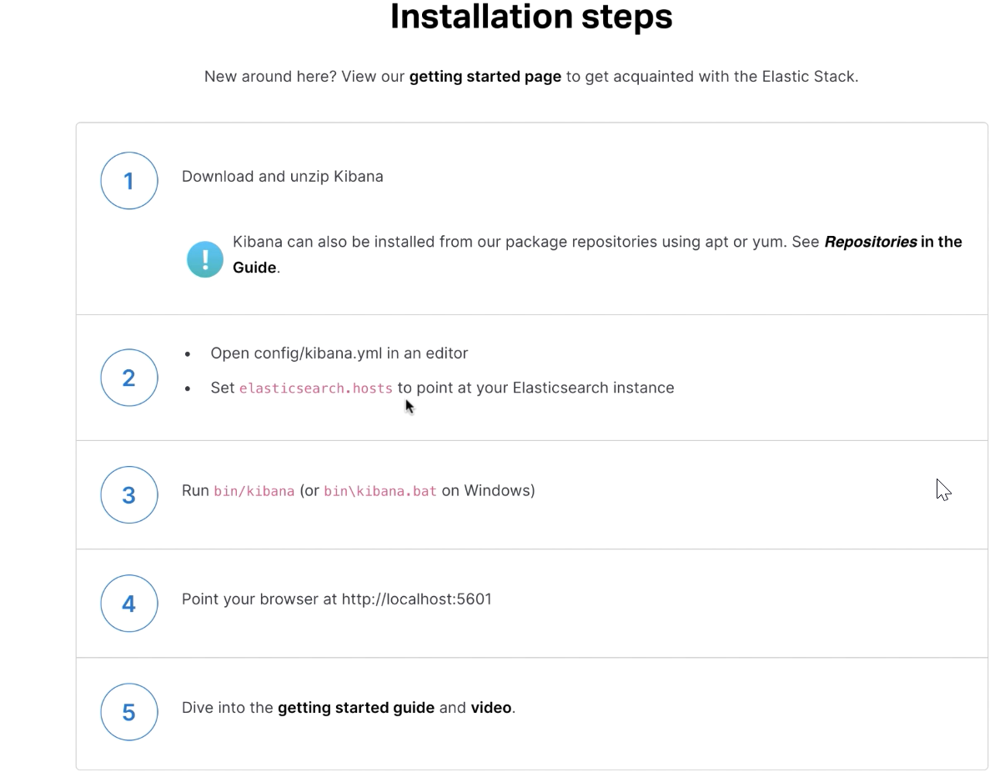 Installation steps
New around here? View our getting started page to get acquainted with the Elastic Stack.
1
Download and unzip Kibana
!
Kibana can also be installed from our package repositories using apt or yum. See Repositories in the
Guide.
2
• Open config/kibana.yml in an editor
• Set elasticsearch.hosts to point at your Elasticsearch instance
3
Run bin/kibana (or bin\kibana.bat on Windows)
4
Point your browser at http://localhost:5601
5
Dive into the getting started guide and video.